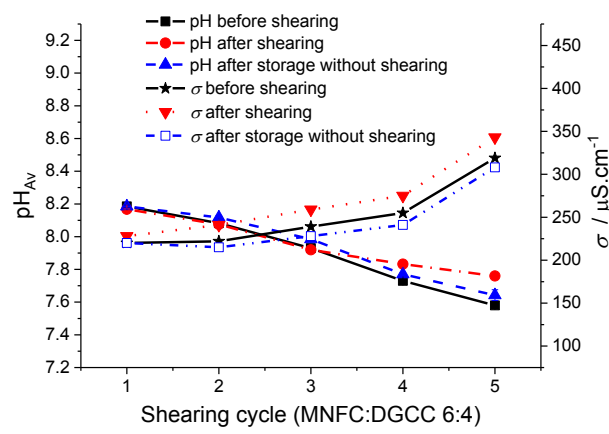 pH before shearing
pH after shearing
pH after storage without shearing
σ before shearing
σ after shearing
σ after storage without shearing
9.2
9.0
8.8
8.6
8.4
8.2
8.0
7.8
7.6
7.4
7.2
pH_Av
450
400
350
300
250
200
150
100
σ / μS.cm⁻¹
1 2 3 4 5
Shearing cycle (MNFC:DGCC 6:4)